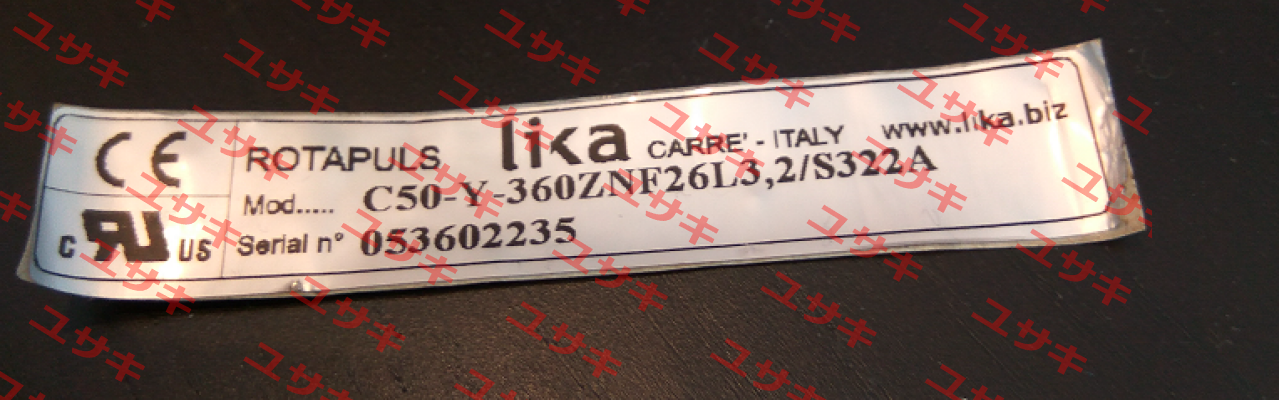 CE
ROTAPULS lika CARRE' - ITALY www.lika.biz
Mod..... C50-Y-360ZNF26L3,2/S322A
C RU US
Serial n° 053602235
ユサキ